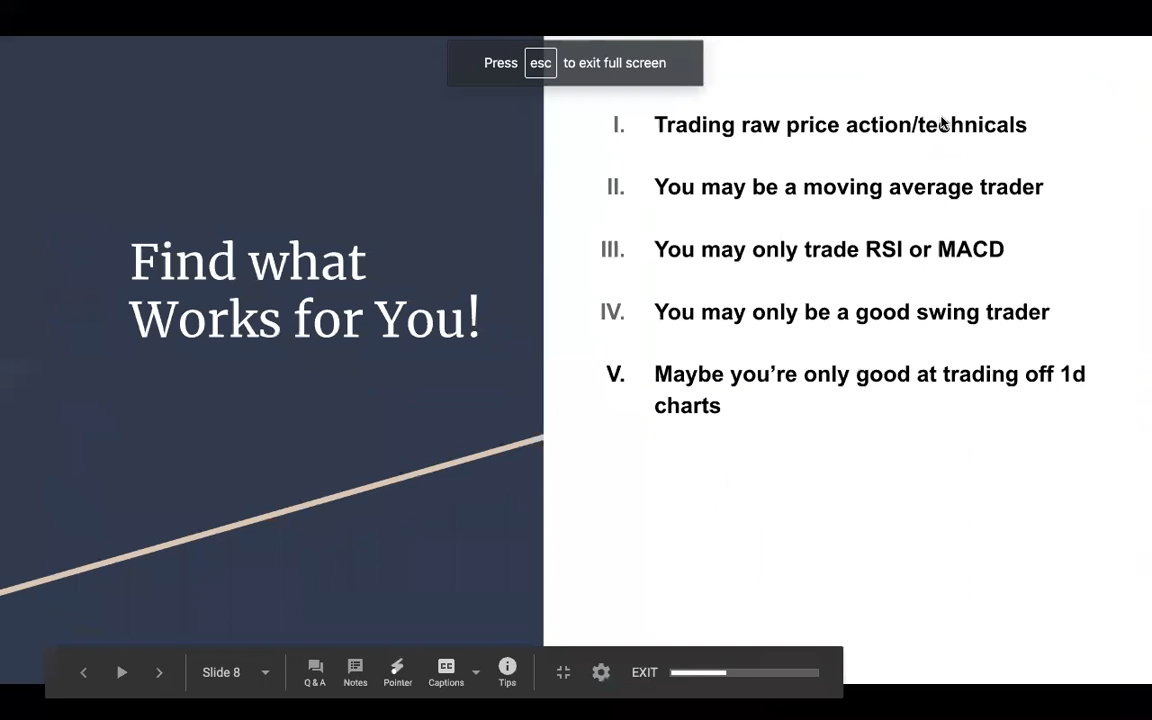 Press esc to exit full screen
Find what
Works for You!
I. Trading raw price action/technicals
II. You may be a moving average trader
III. You may only trade RSI or MACD
IV. You may only be a good swing trader
V. Maybe you’re only good at trading off 1d
charts
Slide 8
Q & A
Notes
Pointer
CC
Captions
Tips
EXIT